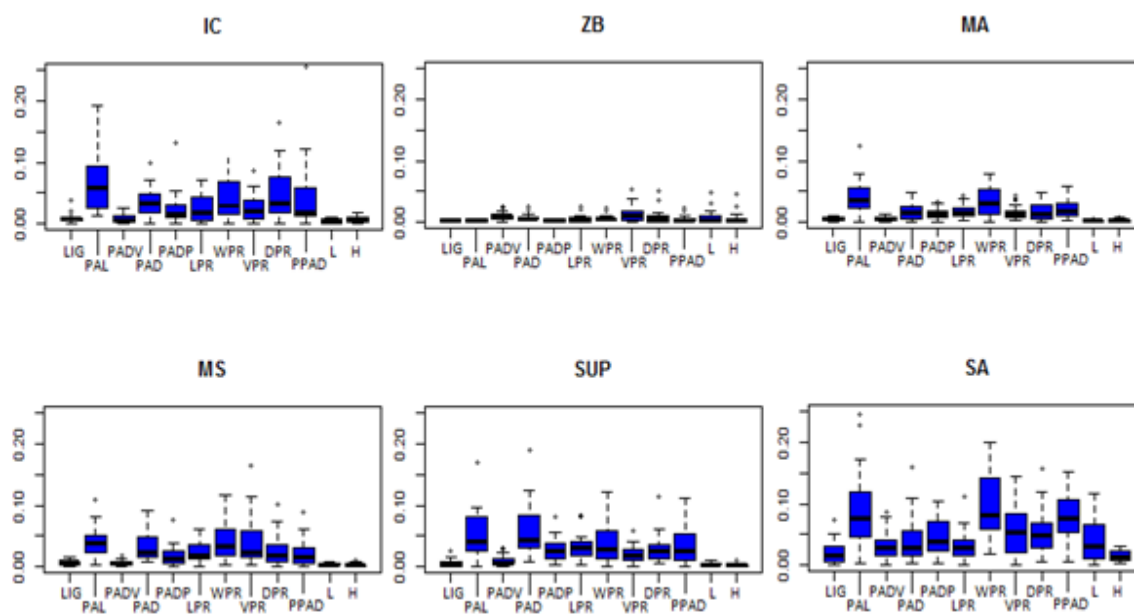 IC ZB MA
0.20 0.20 0.20
0.10 0.10 0.10
0.00 0.00 0.00
LIG PADV PADP WPR DPR L H LIG PADV PADP WPR DPR L H LIG PADV PADP WPR DPR L H
PAL PAD LPR VPR PPAD PAL PAD LPR VPR PPAD PAL PAD LPR VPR PPAD
MS SUP SA
0.20 0.20 0.20
0.10 0.10 0.10
0.00 0.00 0.00
LIG PADV PADP WPR DPR L H LIG PADV PADP WPR DPR L H LIG PADV PADP WPR DPR L H
PAL PAD LPR VPR PPAD PAL PAD LPR VPR PPAD PAL PAD LPR VPR PPAD